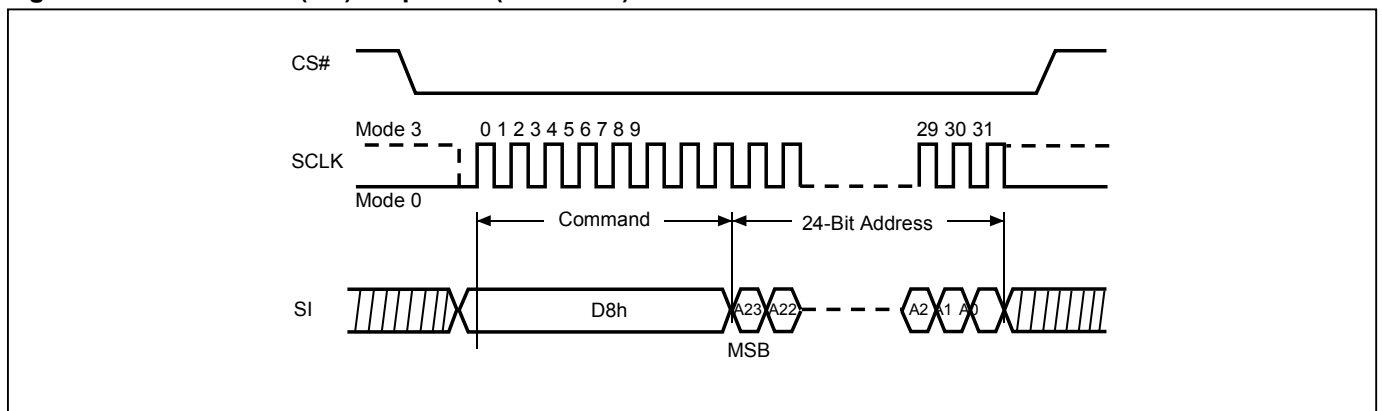 CS#
Mode 3
0 1 2 3 4 5 6 7 8 9
29 30 31
SCLK
Mode 0
Command
24-Bit Address
SI
D8h
A23
A22
A2
A1
A0
MSB